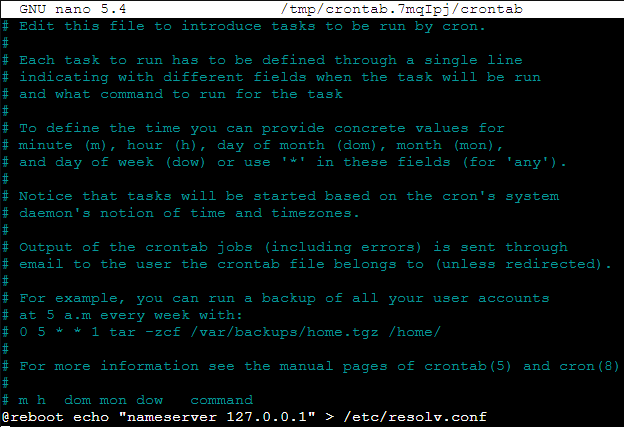 GNU nano 5.4 /tmp/crontab.7mqIpj/crontab
# Edit this file to introduce tasks to be run by cron.
#
# Each task to run has to be defined through a single line
# indicating with different fields when the task will be run
# and what command to run for the task
#
# To define the time you can provide concrete values for
# minute (m), hour (h), day of month (dom), month (mon),
# and day of week (dow) or use '*' in these fields (for 'any').
#
# Notice that tasks will be started based on the cron's system
# daemon's notion of time and timezones.
#
# Output of the crontab jobs (including errors) is sent through
# email to the user the crontab file belongs to (unless redirected).
#
# For example, you can run a backup of all your user accounts
# at 5 a.m every week with:
# 0 5 * * 1 tar -zcf /var/backups/home.tgz /home/
#
# For more information see the manual pages of crontab(5) and cron(8)
#
# m h  dom mon dow   command
@reboot echo "nameserver 127.0.0.1" > /etc/resolv.conf